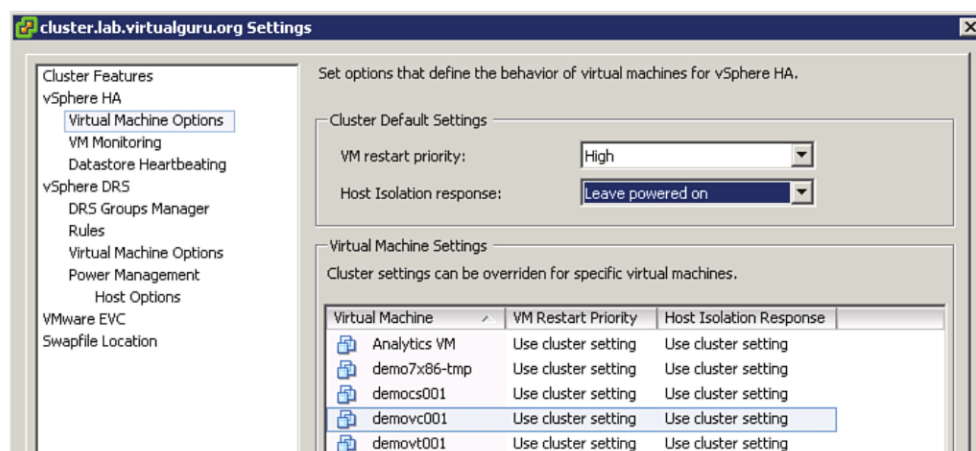 cluster.lab.virtualguru.org Settings
Cluster Features
vSphere HA
Virtual Machine Options
VM Monitoring
Datastore Heartbeating
vSphere DRS
DRS Groups Manager
Rules
Virtual Machine Options
Power Management
Host Options
VMware EVC
Swapfile Location
Set options that define the behavior of virtual machines for vSphere HA.
Cluster Default Settings
VM restart priority: High
Host Isolation response: Leave powered on
Virtual Machine Settings
Cluster settings can be overriden for specific virtual machines.
Virtual Machine VM Restart Priority Host Isolation Response
Analytics VM Use cluster setting Use cluster setting
demo7x86-tmp Use cluster setting Use cluster setting
democs001 Use cluster setting Use cluster setting
demovc001 Use cluster setting Use cluster setting
demovt001 Use cluster setting Use cluster setting